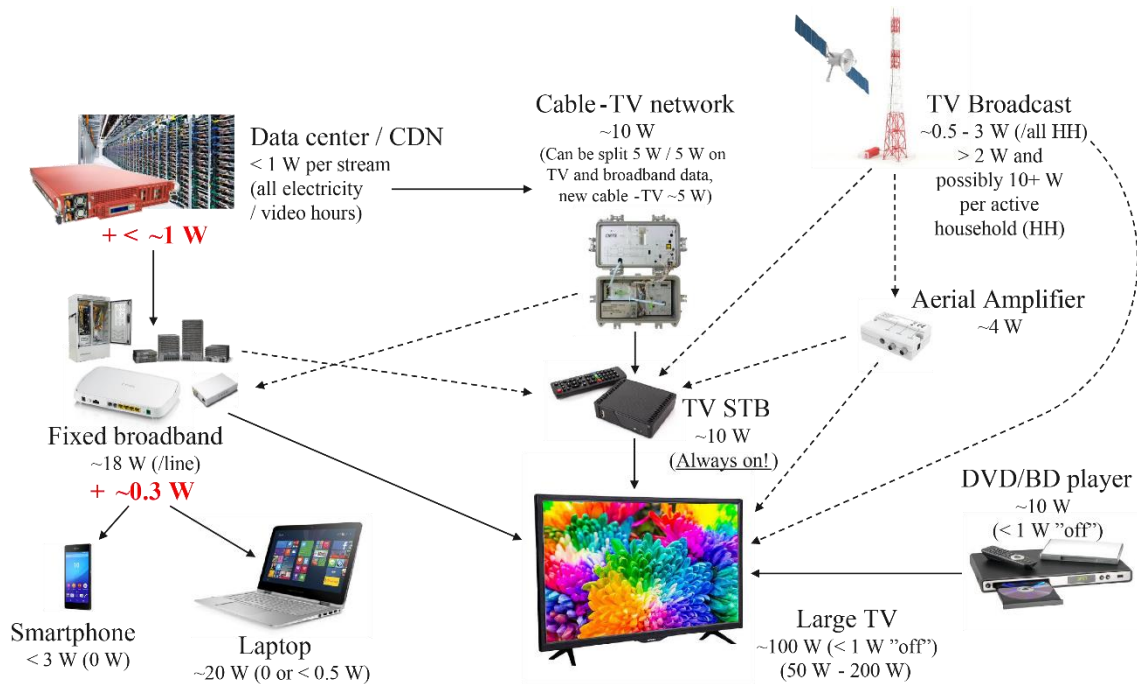 Data center / CDN
< 1 W per stream
(all electricity
/ video hours)
+ < ~1 W
Cable -TV network
~10 W
(Can be split 5 W / 5 W on
TV and broadband data,
new cable -TV ~5 W)
TV Broadcast
~0.5 - 3 W (/all HH)
> 2 W and
possibly 10+ W
per active
household (HH)
Aerial Amplifier
~4 W
TV STB
~10 W
(Always on!)
Fixed broadband
~18 W (/line)
+ ~0.3 W
DVD/BD player
~10 W
(< 1 W ”off”)
Smartphone
< 3 W (0 W)
Laptop
~20 W (0 or < 0.5 W)
Large TV
~100 W (< 1 W ”off”)
(50 W - 200 W)